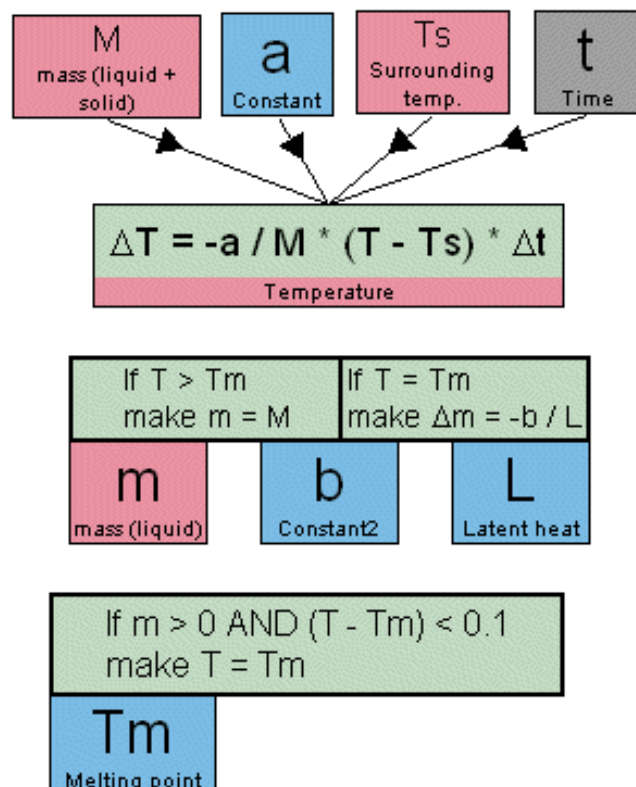 M
mass (liquid +
solid)
a
Constant
Ts
Surrounding
temp.
t
Time
ΔT = -a / M * (T - Ts) * Δt
Temperature
If T > Tm
make m = M
If T = Tm
make Δm = -b / L
m
mass (liquid)
b
Constant2
L
Latent heat
If m > 0 AND (T - Tm) < 0.1
make T = Tm
Tm
Melting point